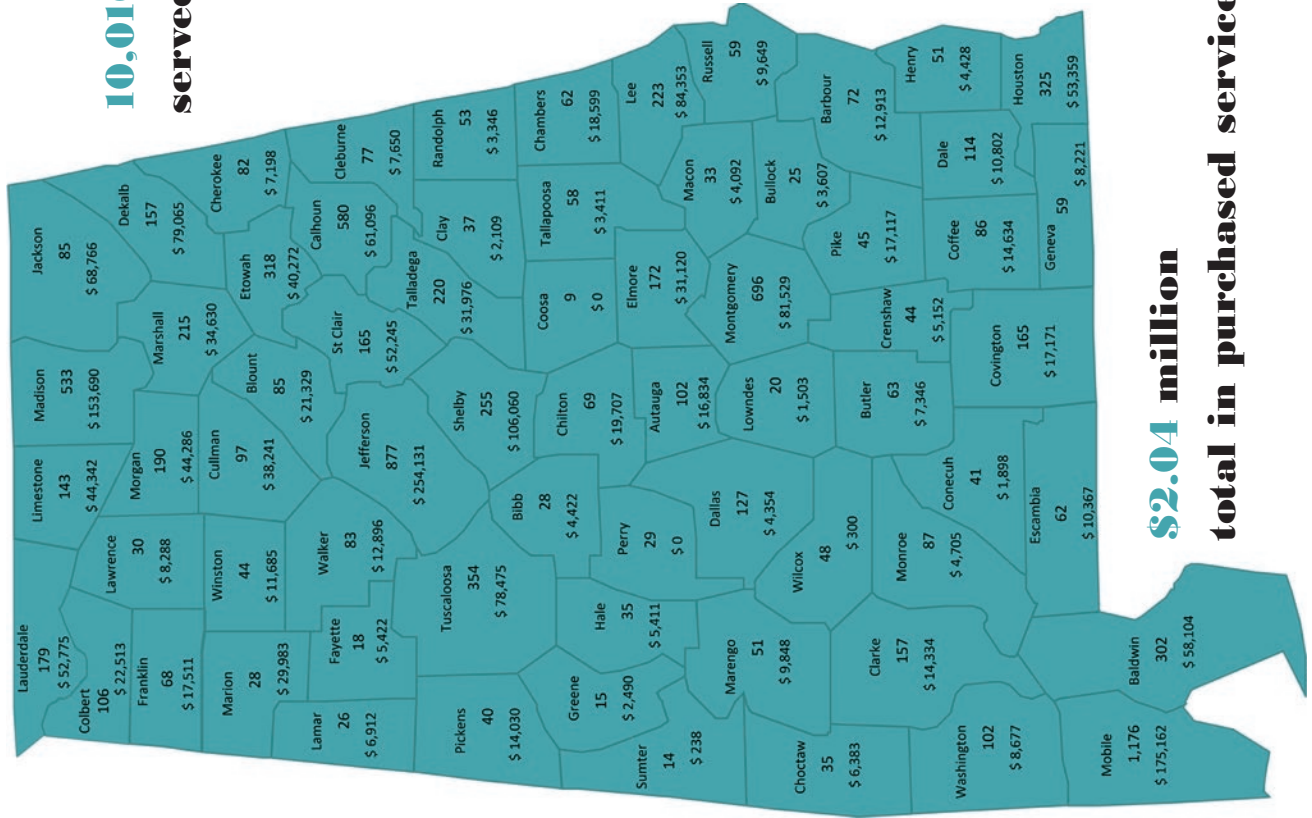 served
Lauderdale
179
$ 52,775
Limestone
143
$ 44,342
Madison
533
$153,690
Jackson
85
$ 68,766
Colbert
106
$ 22,513
Lawrence
30
$ 8,288
Morgan
190
$ 44,286
Marshall
215
$ 34,630
Dekalb
157
$ 79,065
Franklin
68
$ 17,511
Winston
44
$ 11,685
Cullman
97
$ 38,241
Blount
85
$ 21,329
Etowah
318
$ 40,272
Cherokee
82
$ 7,198
Marion
28
$ 29,983
Walker
83
$ 12,896
Jefferson
877
$ 254,131
St Clair
165
$ 52,245
Calhoun
580
$ 61,096
Cleburne
77
$ 7,650
Lamar
26
$ 6,912
Fayette
18
$ 5,422
Tuscaloosa
354
$ 78,475
Shelby
255
$ 106,060
Talladega
220
$ 31,976
Clay
37
$ 2,109
Randolph
53
$ 3,346
Pickens
40
$ 14,030
Greene
15
$ 2,490
Hale
35
$ 5,411
Bibb
28
$ 4,422
Perry
29
$ 0
Chilton
69
$ 19,707
Coosa
9
$ 0
Tallapoosa
58
$ 3,411
Chambers
62
$ 18,599
Sumter
14
$ 238
Marengo
51
$ 9,848
Dallas
127
$ 4,354
Autauga
102
$ 16,834
Elmore
172
$ 31,120
Lee
223
$ 84,353
Macon
33
$ 4,092
Russell
59
$ 9,649
Choctaw
35
$ 6,383
Wilcox
48
$ 300
Lowndes
20
$ 1,503
Montgomery
696
$ 81,529
Bullock
25
$ 3,607
Barbour
72
$ 12,913
Clarke
157
$ 14,334
Monroe
87
$ 4,705
Butler
63
$ 7,346
Crenshaw
44
$ 5,152
Pike
45
$ 17,117
Washington
102
$ 8,677
Conecuh
41
$ 1,898
Covington
165
$ 17,171
Coffee
86
$ 14,634
Dale
114
$ 10,802
Henry
51
$ 4,428
Mobile
1,176
$ 175,162
Baldwin
302
$ 58,104
Escambia
62
$ 10,367
Geneva
59
$ 8,221
Houston
325
$ 53,359
$2.04 million
total in purchased service